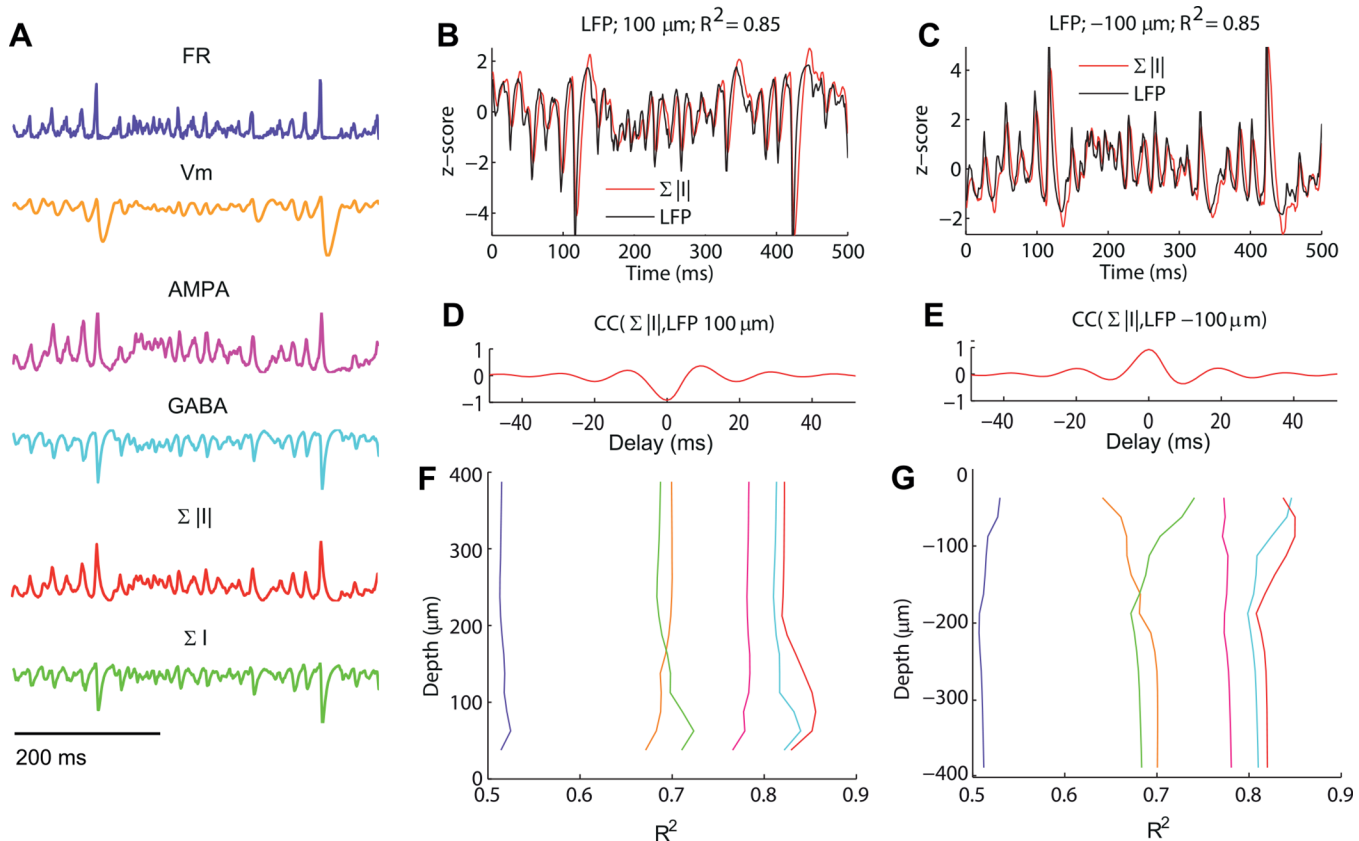 A
FR
Vm
AMPA
GABA
Σ |I|
Σ I
200 ms
B
LFP; 100 μm; R² = 0.85
z−score
2
0
−2
−4
Σ |I|
LFP
0
100
200
300
400
500
Time (ms)
C
LFP; −100 μm; R² = 0.85
z−score
4
2
0
−2
Σ |I|
LFP
0
100
200
300
400
500
Time (ms)
D
CC( Σ |I|,LFP 100 μm)
1
0
−1
−40
−20
0
20
40
Delay (ms)
E
CC( Σ |I|,LFP −100 μm)
1
0
−1
−40
−20
0
20
40
Delay (ms)
F
Depth (μm)
400
300
200
100
0
0.5
0.6
0.7
0.8
0.9
R²
G
Depth (μm)
0
−100
−200
−300
−400
0.5
0.6
0.7
0.8
0.9
R²